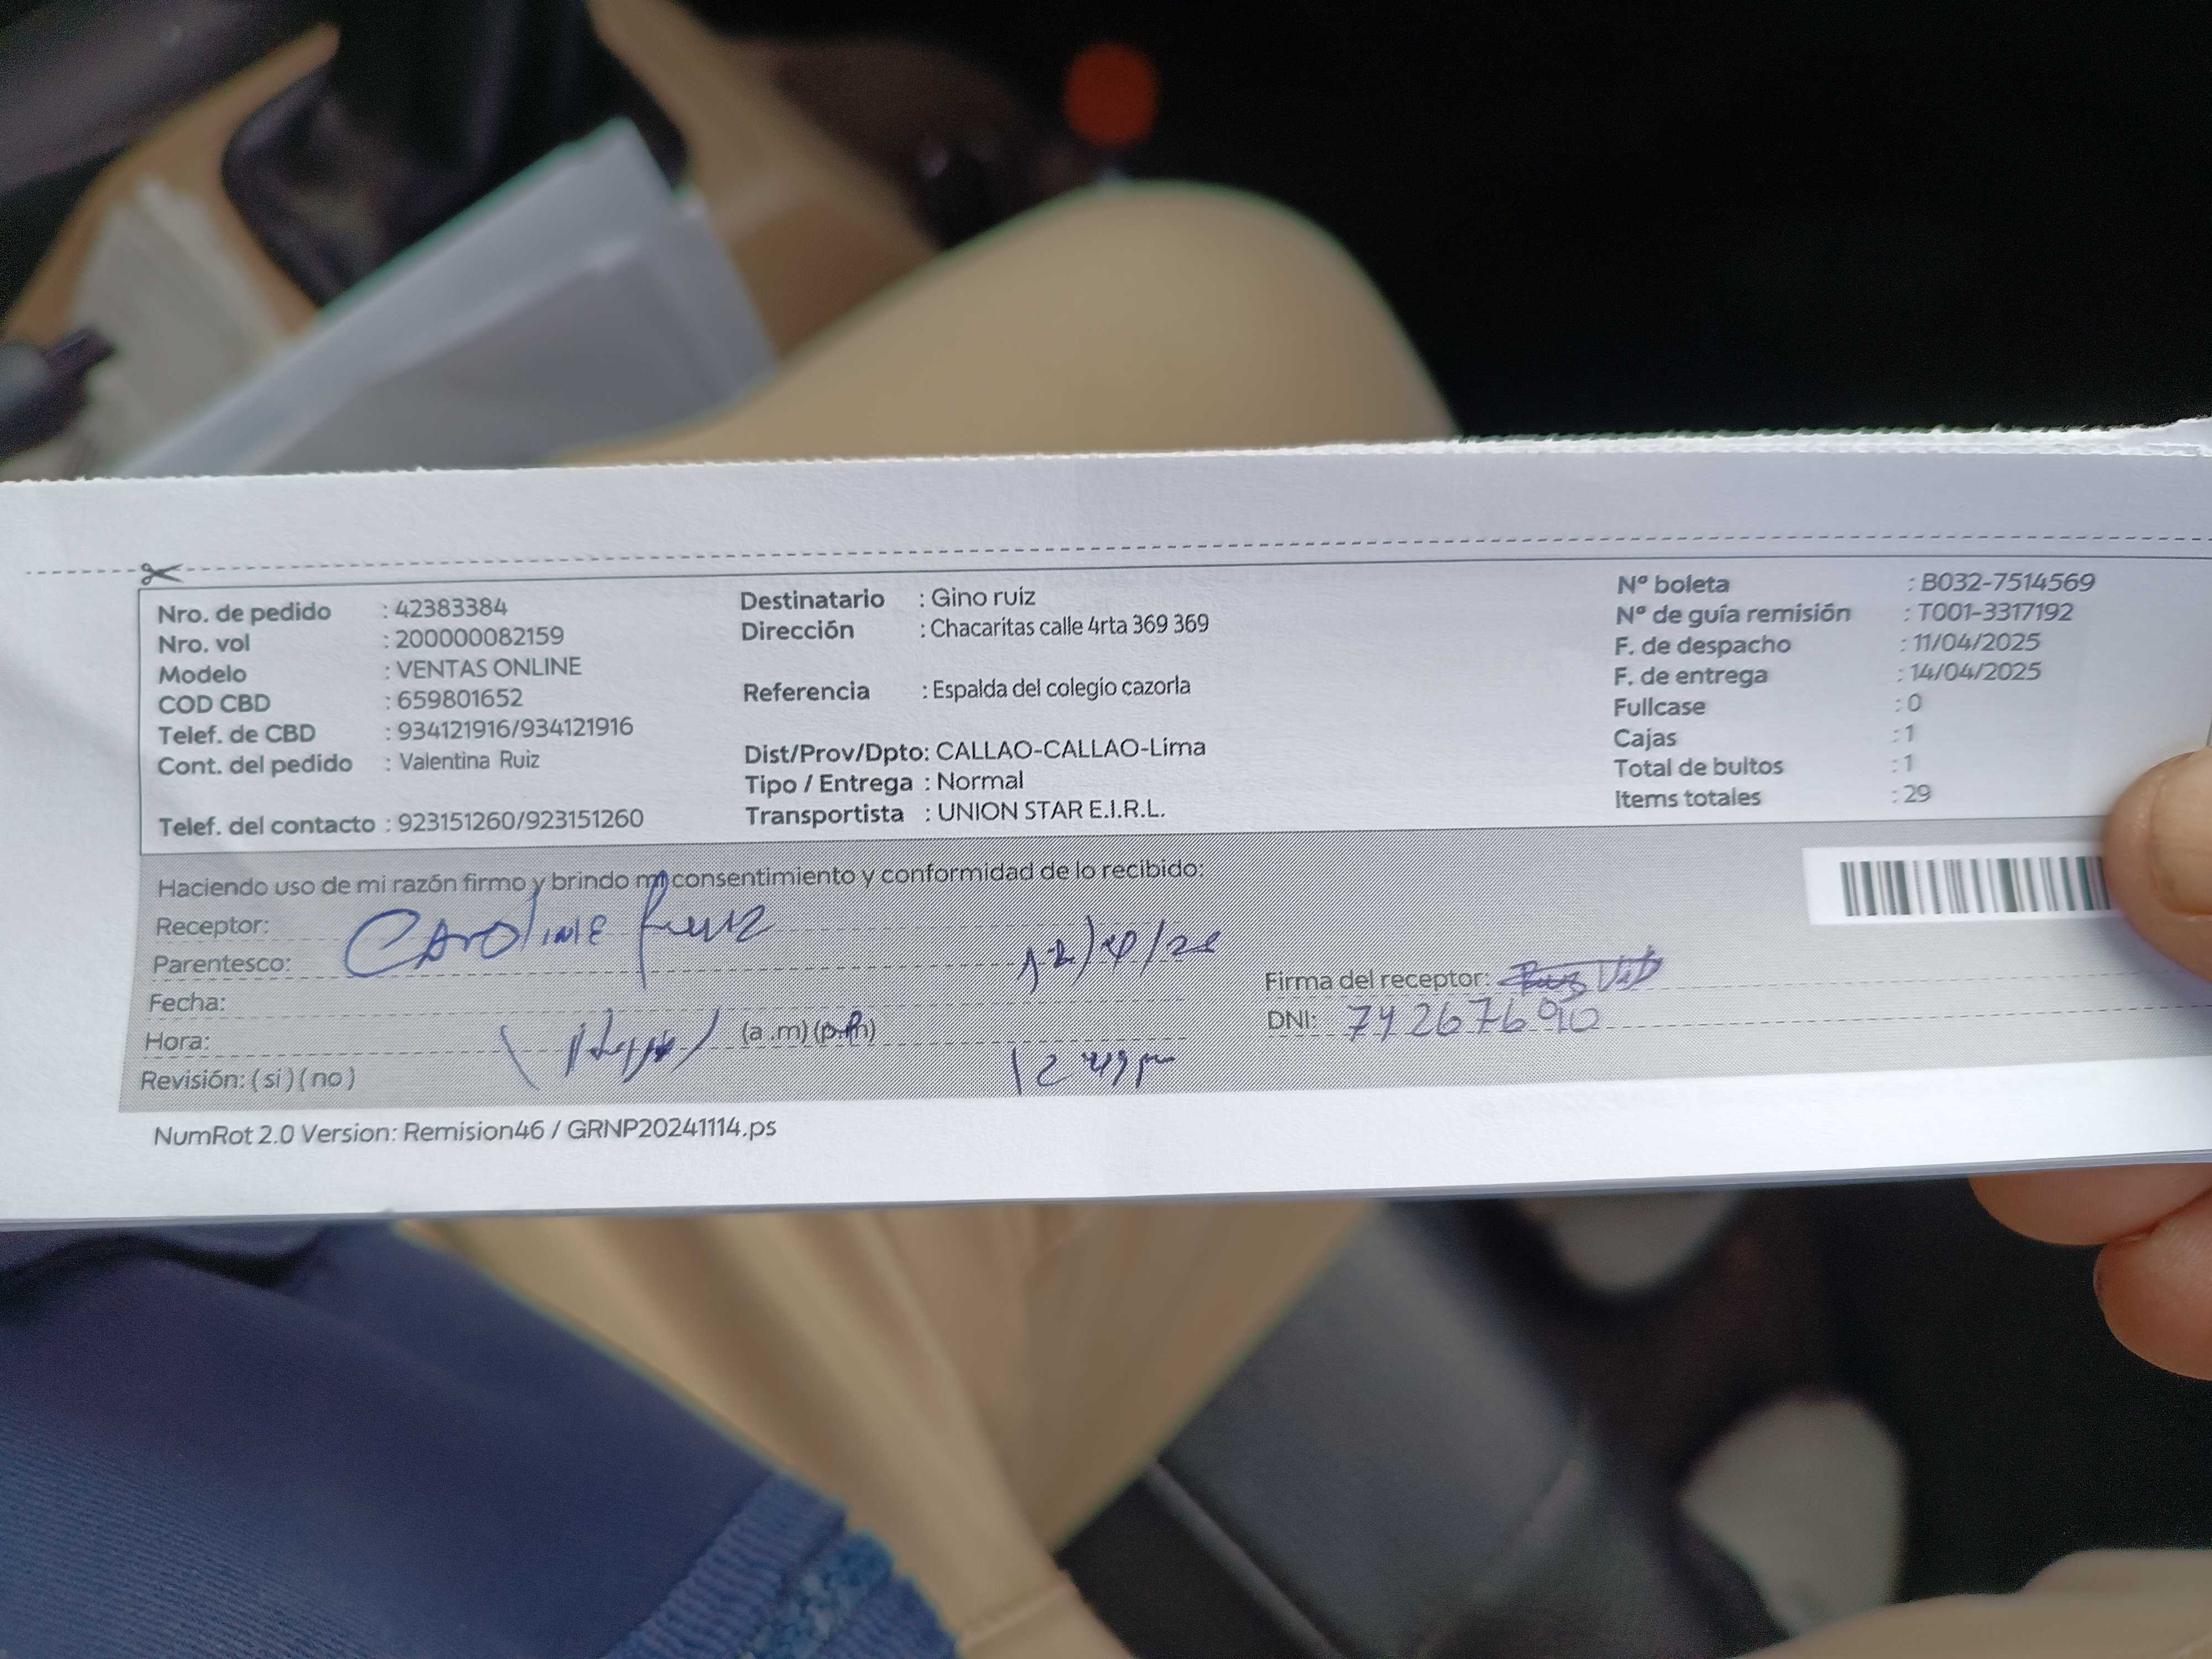 Nro. de pedido : 42383384
Nro. vol : 200000082159
Modelo : VENTAS ONLINE
COD CBD : 659801652
Telef. de CBD : 934121916/934121916
Cont. del pedido : Valentina Ruiz
Telef. del contacto : 923151260/923151260
Destinatario : Gino ruiz
Dirección : Chacaritas calle 4rta 369 369
Referencia : Espalda del colegio cazorla
Dist/Prov/Dpto: CALLAO-CALLAO-Lima
Tipo / Entrega : Normal
Transportista : UNION STAR E.I.R.L.
Nº boleta : B032-7514569
Nº de guía remisión : T001-3317192
F. de despacho : 11/04/2025
F. de entrega : 14/04/2025
Fullcase : 0
Cajas : 1
Total de bultos : 1
Items totales : 29
Haciendo uso de mi razón firmo y brindo mi consentimiento y conformidad de lo recibido:
Receptor: Caroline Ruiz
Parentesco:
Fecha:
Hora: (a .m) (p.m)
Revisión: (si) (no)
Firma del receptor:
DNI: 74267690
NumRot 2.0 Version: Remision46 / GRNP20241114.ps